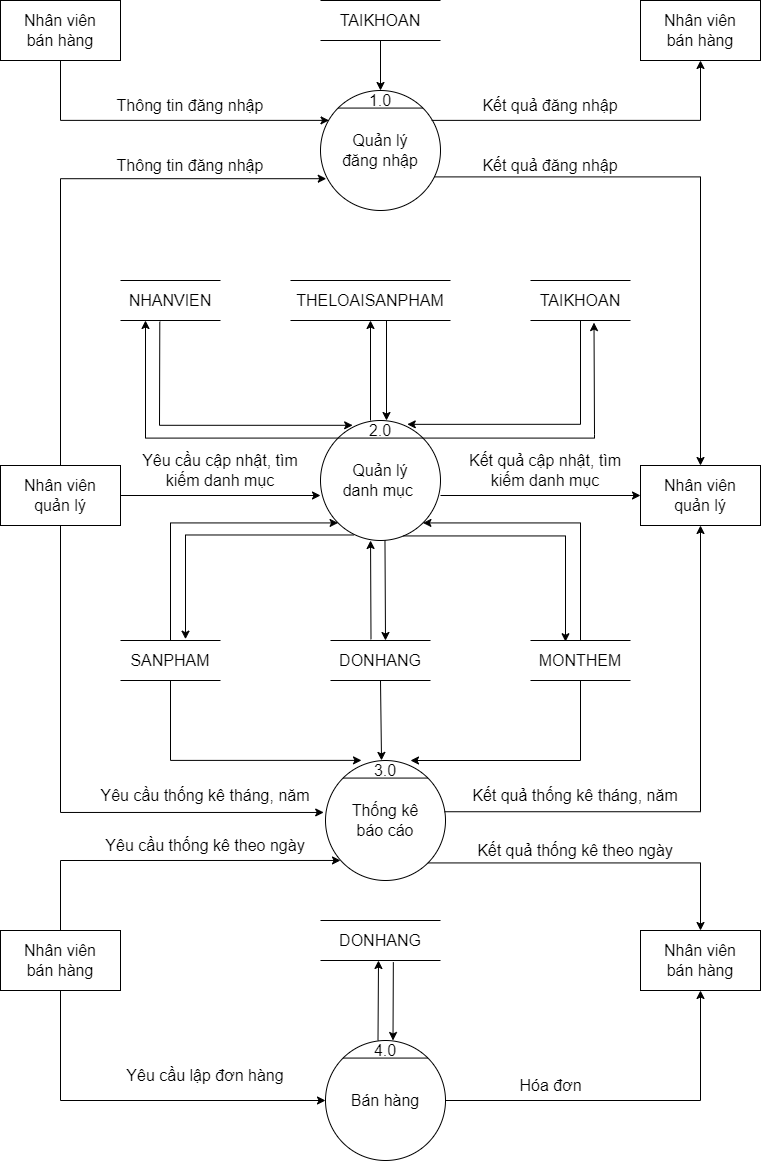 Nhân viên
bán hàng
TAIKHOAN
Nhân viên
bán hàng
Thông tin đăng nhập
1.0
Kết quả đăng nhập
Quản lý
đăng nhập
Thông tin đăng nhập
Kết quả đăng nhập
NHANVIEN
THELOAISANPHAM
TAIKHOAN
2.0
Yêu cầu cập nhật, tìm
kiếm danh mục
Quản lý
danh mục
Kết quả cập nhật, tìm
kiếm danh mục
Nhân viên
quản lý
Nhân viên
quản lý
SANPHAM
DONHANG
MONTHEM
3.0
Yêu cầu thống kê tháng, năm
Thống kê
báo cáo
Kết quả thống kê tháng, năm
Yêu cầu thống kê theo ngày
Kết quả thống kê theo ngày
Nhân viên
bán hàng
DONHANG
Nhân viên
bán hàng
4.0
Yêu cầu lập đơn hàng
Bán hàng
Hóa đơn